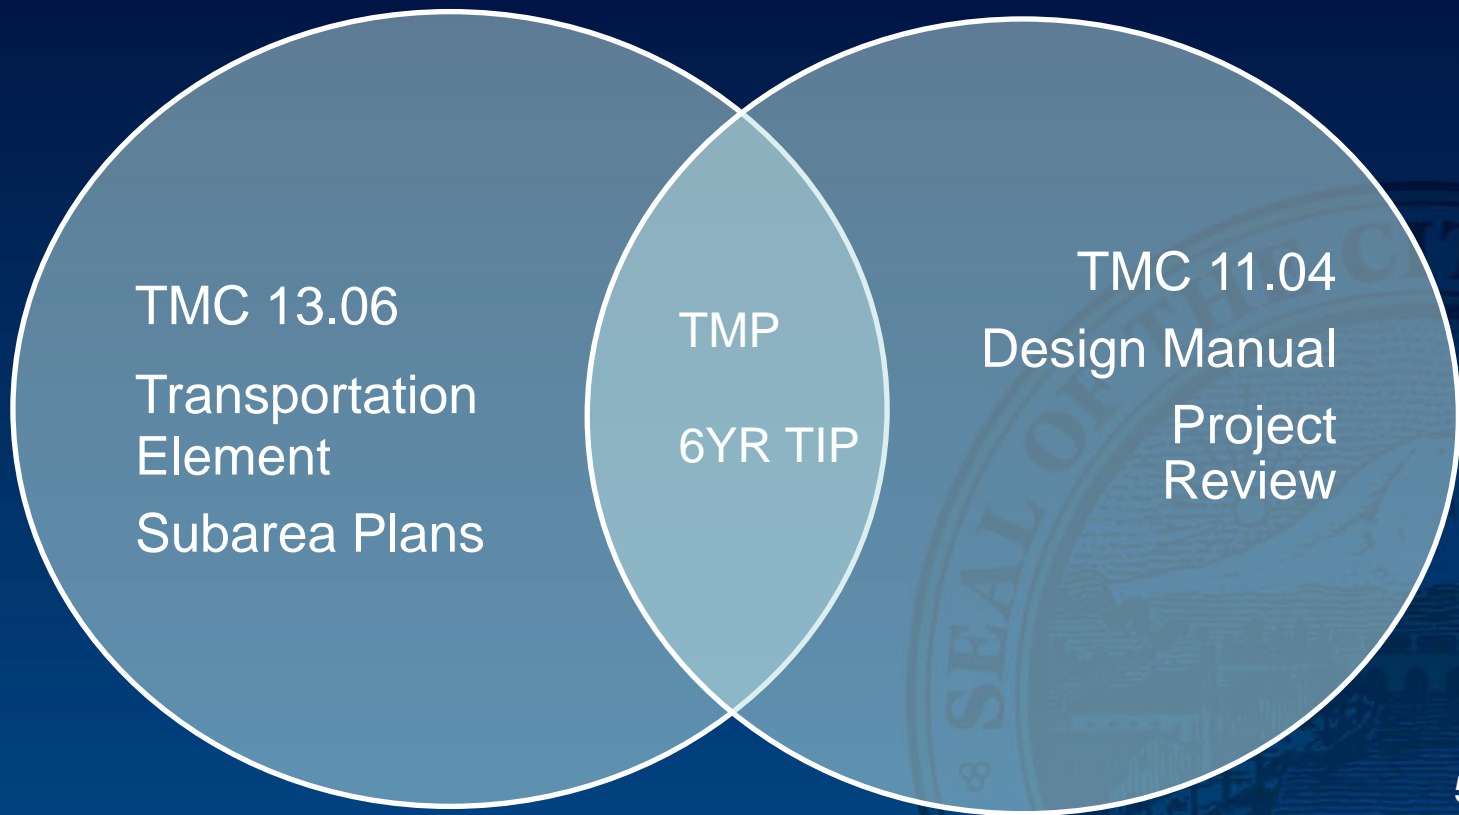 TMC 13.06
Transportation
Element
Subarea Plans
TMP
6YR TIP
TMC 11.04
Design Manual
Project
Review
SEAL OF THE CIT
5